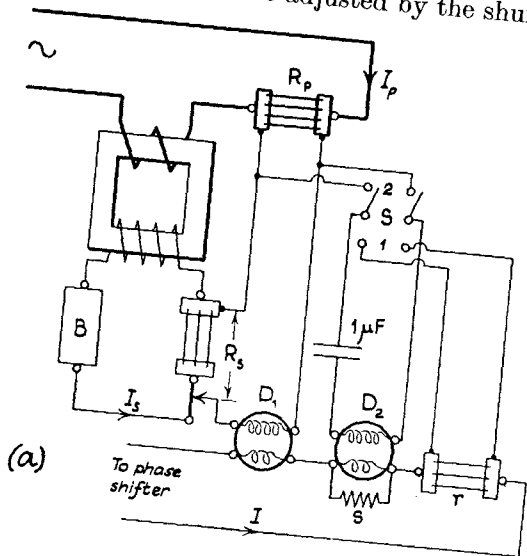 adjusted by the shu
~
R_p
I_p
2
S
1
B
R_s
1μF
I_s
D_1
D_2
(a)
To phase
shifter
S
r
I